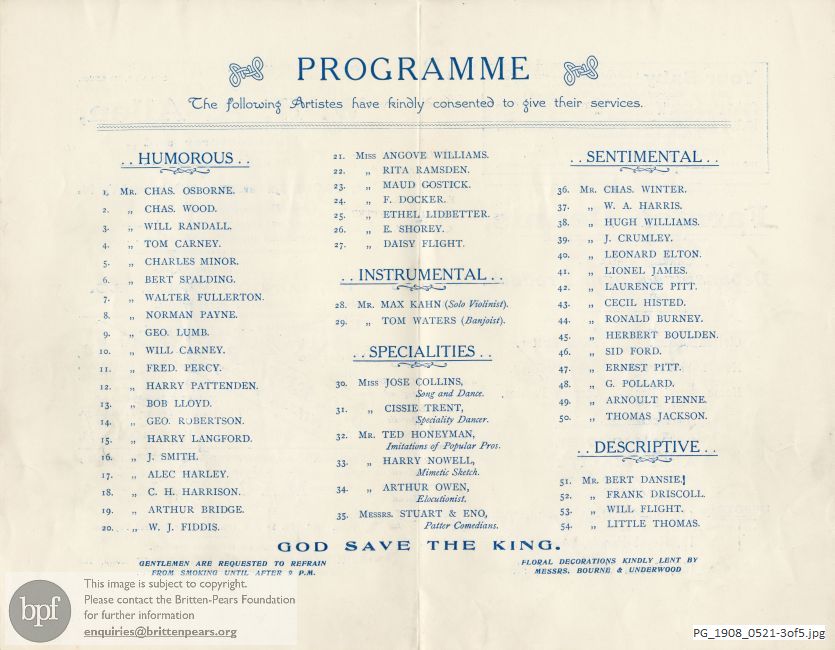 PROGRAMME
The following Artistes have kindly consented to give their services.
. . HUMOROUS . .
1. Mr. CHAS. OSBORNE.
2. „ CHAS. WOOD.
3. „ WILL RANDALL.
4. „ TOM CARNEY.
5. „ CHARLES MINOR.
6. „ BERT SPALDING.
7. „ WALTER FULLERTON.
8. „ NORMAN PAYNE.
9. „ GEO. LUMB.
10. „ WILL CARNEY.
11. „ FRED. PERCY.
12. „ HARRY PATTENDEN.
13. „ BOB LLOYD.
14. „ GEO. ROBERTSON.
15. „ HARRY LANGFORD.
16. „ J. SMITH.
17. „ ALEC HARLEY.
18. „ C. H. HARRISON.
19. „ ARTHUR BRIDGE.
20. „ W. J. FIDDIS.
21. Miss ANGOVE WILLIAMS.
22. „ RITA RAMSDEN.
23. „ MAUD GOSTICK.
24. „ F. DOCKER.
25. „ ETHEL LIDBETTER.
26. „ E. SHOREY.
27. „ DAISY FLIGHT.
. . INSTRUMENTAL . .
28. Mr. MAX KAHN (Solo Violinist).
29. „ TOM WATERS (Banjoist).
. . SPECIALITIES . .
30. Miss JOSE COLLINS,
Song and Dance.
31. „ CISSIE TRENT,
Speciality Dancer.
32. Mr. TED HONEYMAN,
Imitations of Popular Pros.
33. „ HARRY NOWELL,
Mimetic Sketch.
34. „ ARTHUR OWEN,
Elocutionist.
35. Messrs. STUART & ENO,
Patter Comedians.
. . SENTIMENTAL . .
36. Mr. CHAS. WINTER.
37. „ W. A. HARRIS.
38. „ HUGH WILLIAMS.
39. „ J. CRUMLEY.
40. „ LEONARD ELTON.
41. „ LIONEL JAMES.
42. „ LAURENCE PITT.
43. „ CECIL HISTED.
44. „ RONALD BURNEY.
45. „ HERBERT BOULDEN.
46. „ SID FORD.
47. „ ERNEST PITT.
48. „ G. POLLARD.
49. „ ARNOULT PIENNE.
50. „ THOMAS JACKSON.
. . DESCRIPTIVE . .
51. Mr. BERT DANSIE.
52. „ FRANK DRISCOLL.
53. „ WILL FLIGHT.
54. „ LITTLE THOMAS.
GOD SAVE THE KING.
GENTLEMEN ARE REQUESTED TO REFRAIN
FROM SMOKING UNTIL AFTER 9 P.M.
FLORAL DECORATIONS KINDLY LENT BY
MESSRS. BOURNE & UNDERWOOD
bpf
This image is subject to copyright.
Please contact the Britten-Pears Foundation
for further information
enquiries@brittenpears.org
PG_1908_0521-3of5.jpg